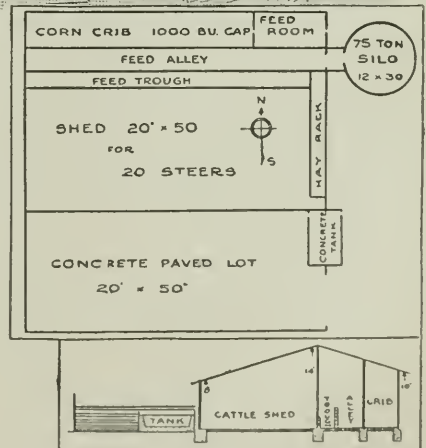 CORN CRIB 1000 BU. CAP
FEED
ROOM
75 TON
SILO
12 x 30
FEED ALLEY
FEED TROUGH
HAY RACK
N
S
SHED 20' x 50
FOR
20 STEERS
CONCRETE
TANK
CONCRETE PAVED LOT
20' x 50'
8'
14'
TANK
CATTLE SHED
CRIB